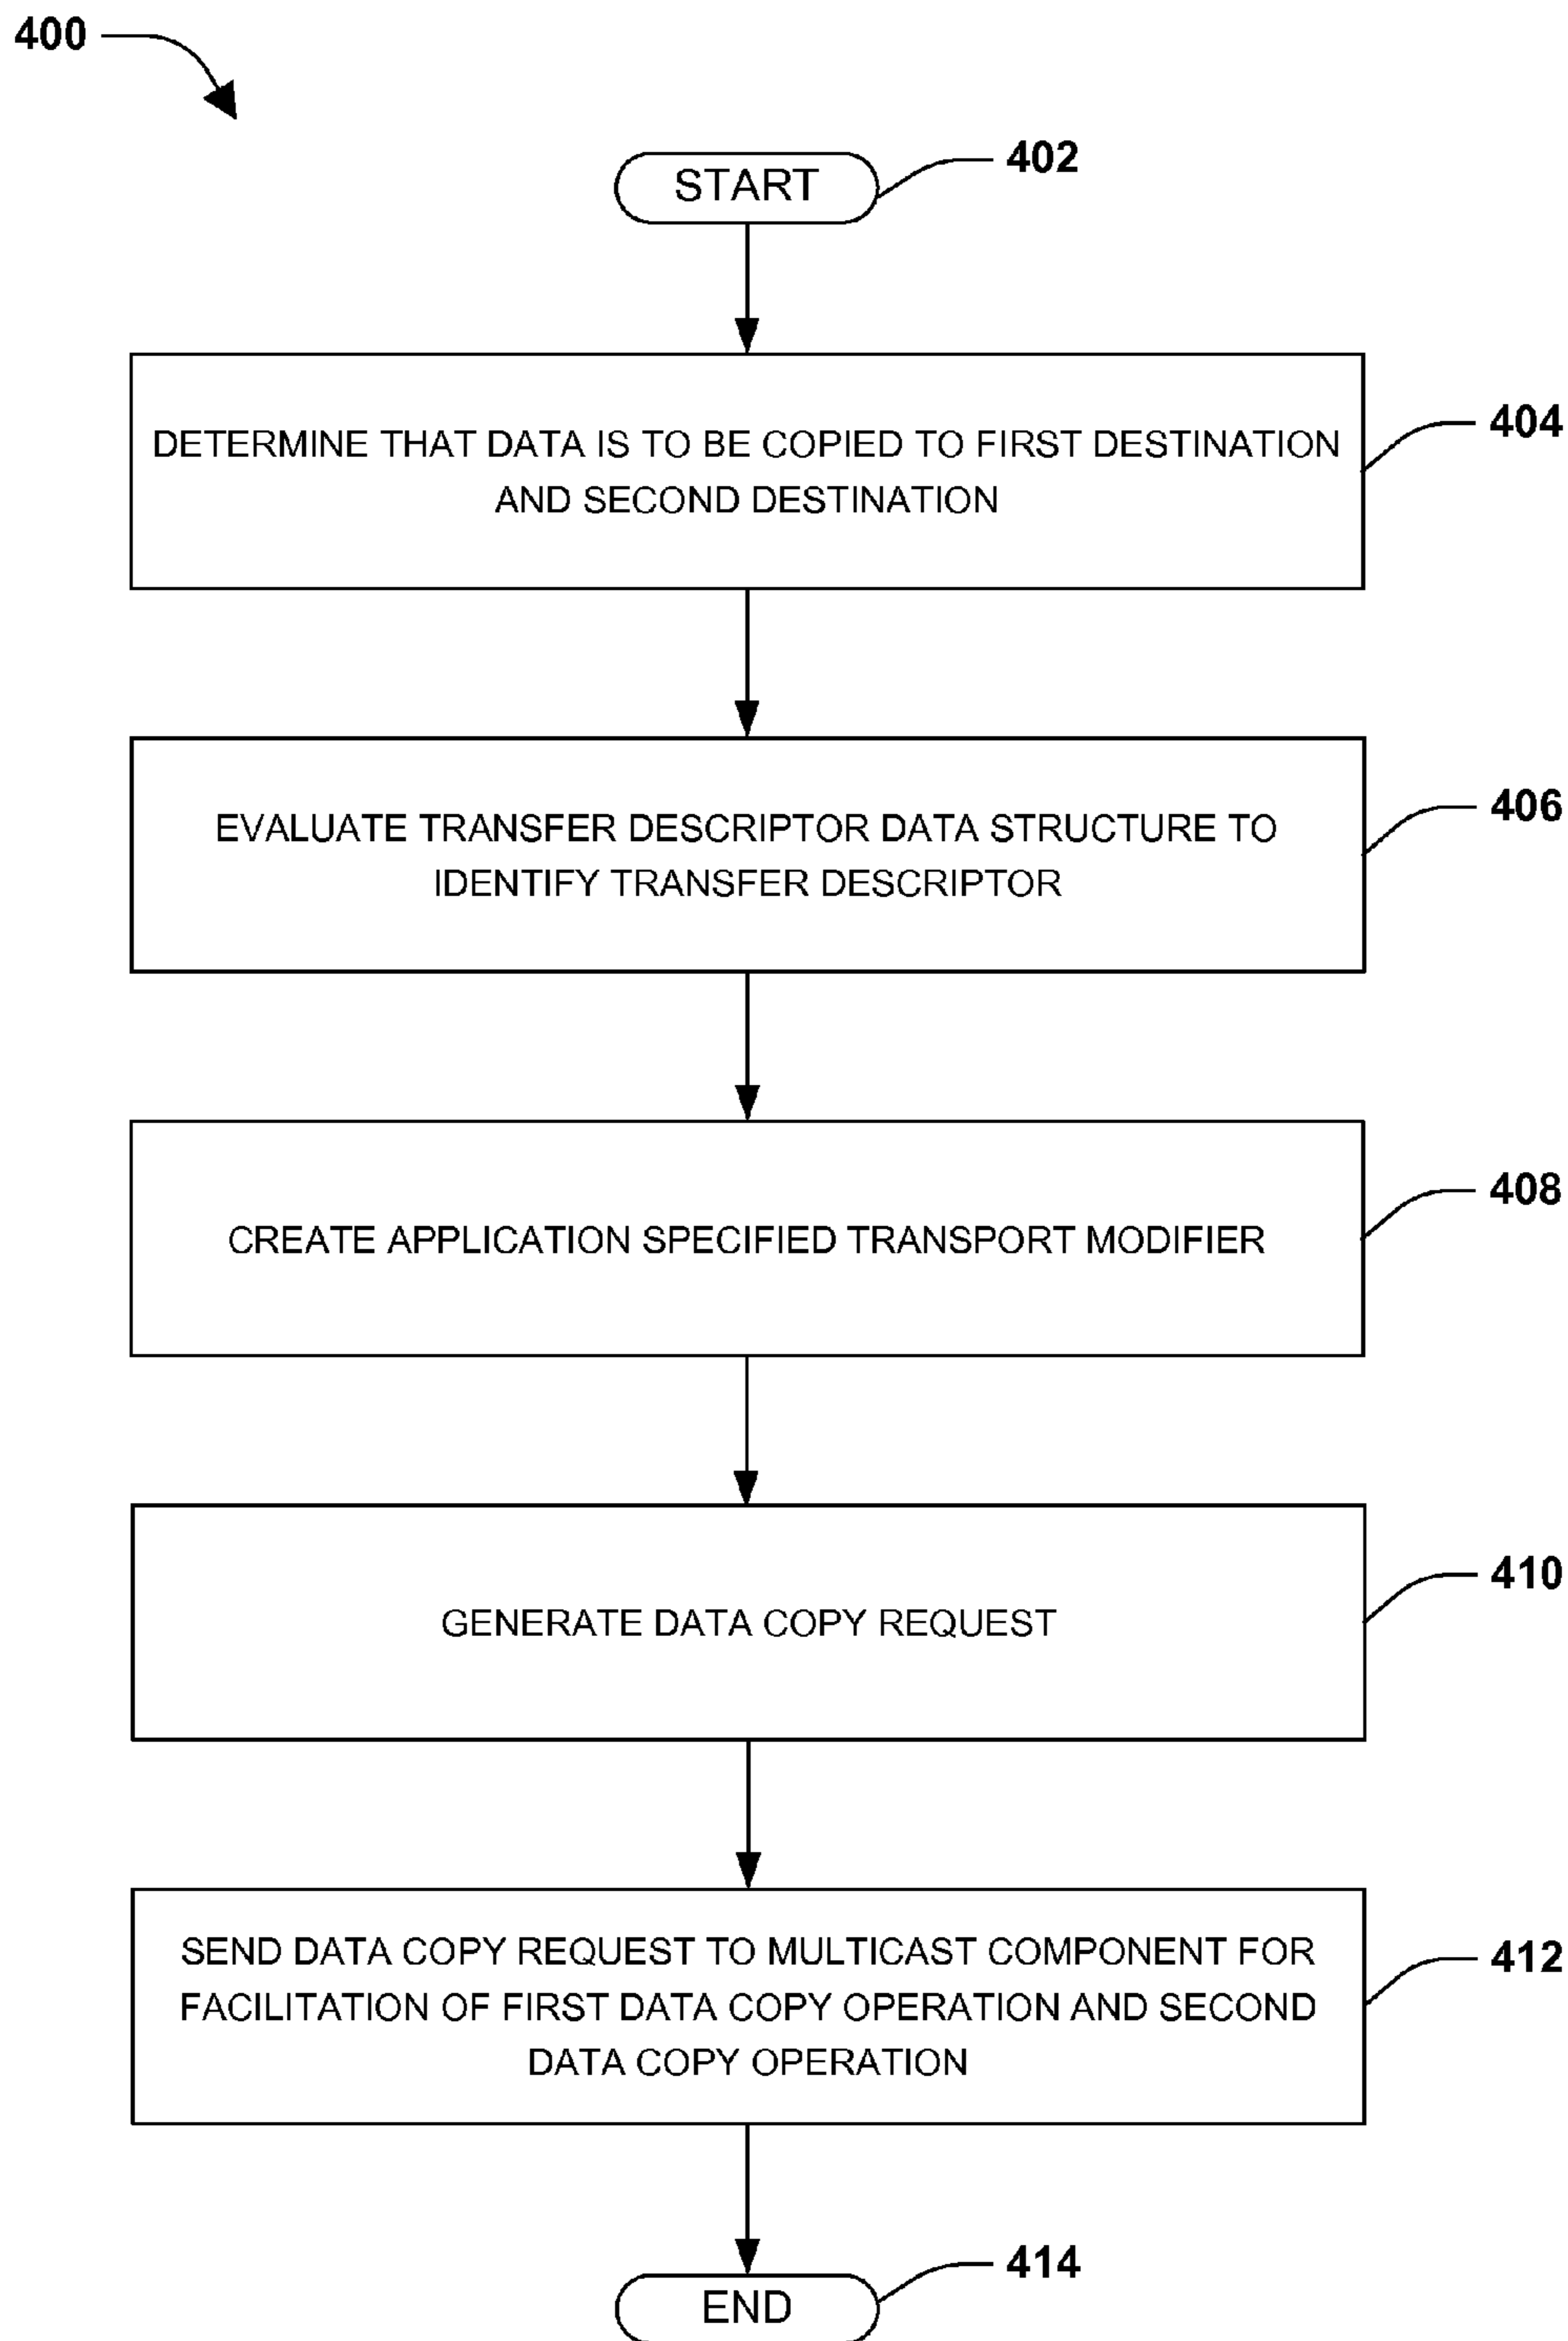 400
402
START
404
DETERMINE THAT DATA IS TO BE COPIED TO FIRST DESTINATION
AND SECOND DESTINATION
406
EVALUATE TRANSFER DESCRIPTOR DATA STRUCTURE TO
IDENTIFY TRANSFER DESCRIPTOR
408
CREATE APPLICATION SPECIFIED TRANSPORT MODIFIER
410
GENERATE DATA COPY REQUEST
412
SEND DATA COPY REQUEST TO MULTICAST COMPONENT FOR
FACILITATION OF FIRST DATA COPY OPERATION AND SECOND
DATA COPY OPERATION
414
END